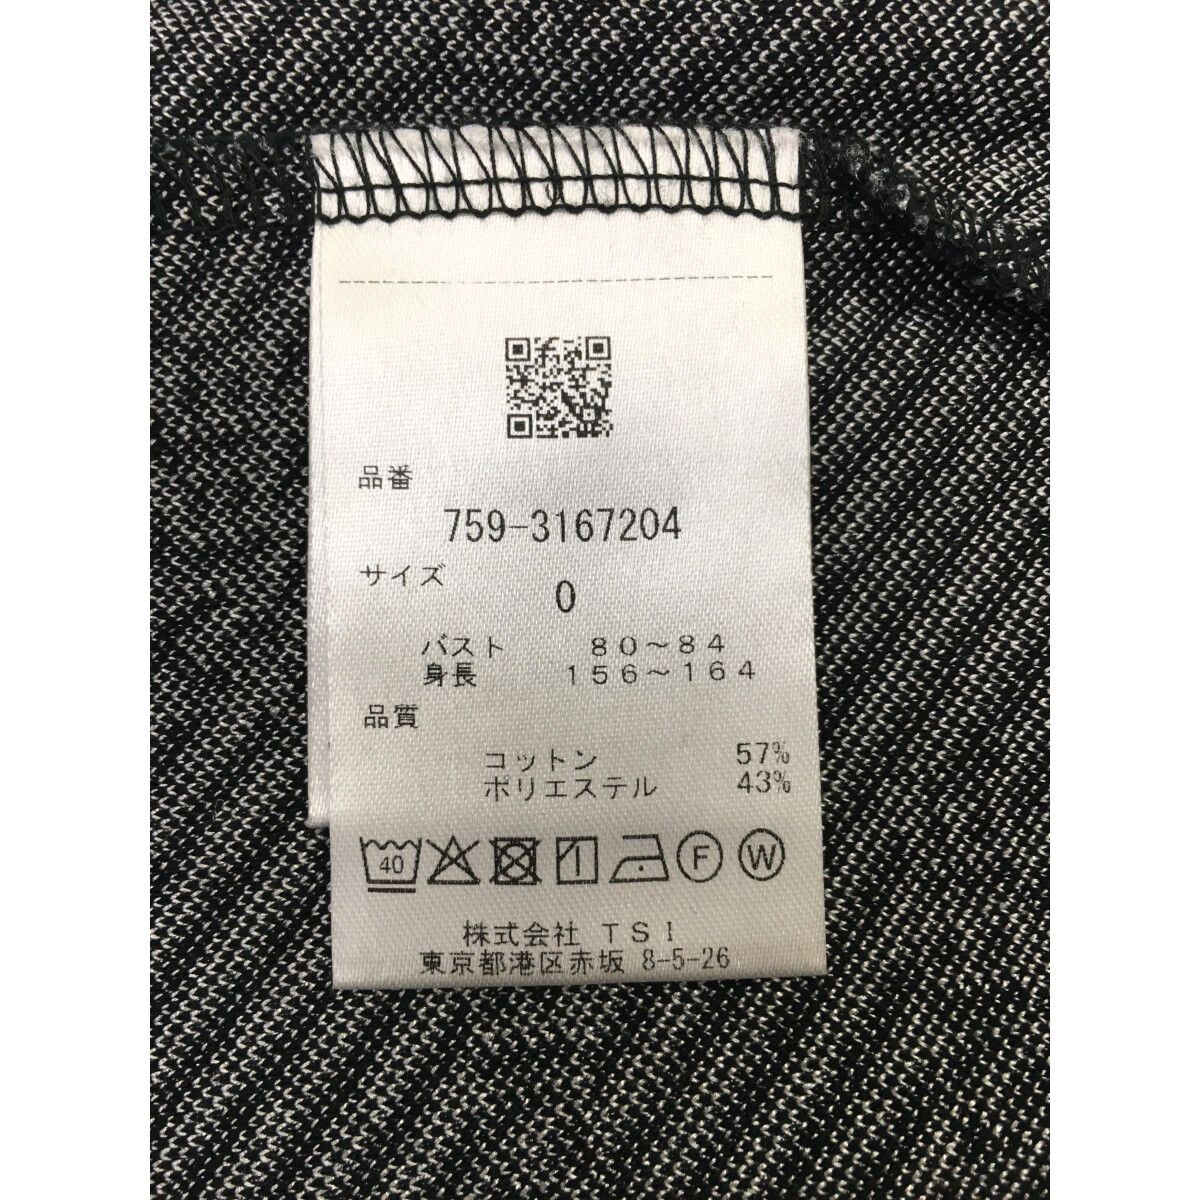 品番
759-3167204
サイズ
0
バスト 80～84
身長 156～164
品質
コットン 57%
ポリエステル 43%
40 F W
株式会社 TSI
東京都港区赤坂 8-5-26